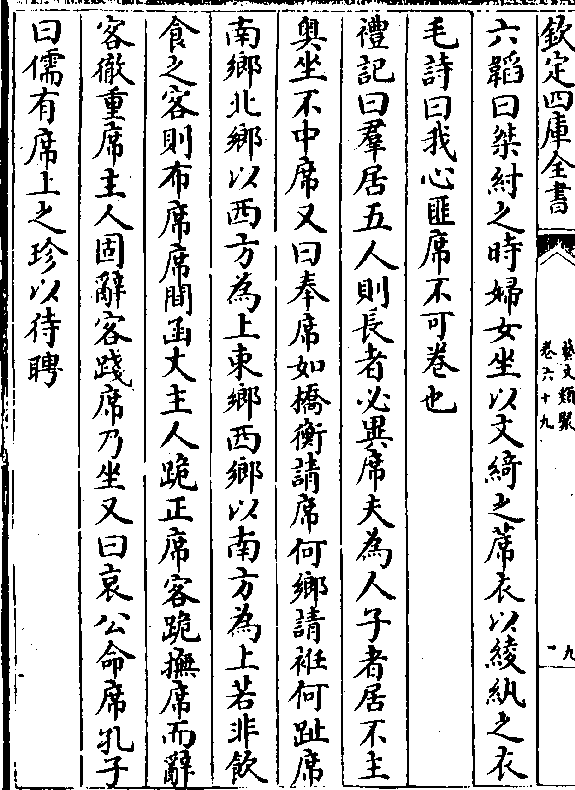 欽定四庫全書
藝文類聚
卷六十九
九
六韜曰桀紂之時婦女坐以文綺之蓆衣以綾紈之衣
毛詩曰我心匪席不可卷也
禮記曰羣居五人則長者必異席夫為人子者居不主
奥坐不中席又曰奉席如橋衡請席何鄉請袵何趾席
南鄉北鄉以西方為上東鄉西鄉以南方為上若非飲
食之客則布席席間函丈主人跪正席客跪撫席而辭
客徹重席主人固辭客踐席乃坐又曰哀公命席孔子
曰儒有席上之珍以待聘